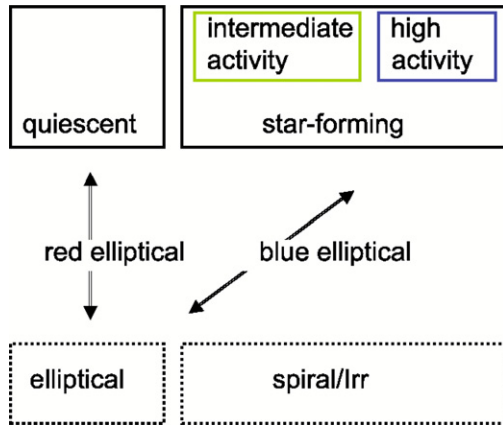 intermediate
activity
high
activity
quiescent
star-forming
red elliptical
blue elliptical
elliptical
spiral/Irr